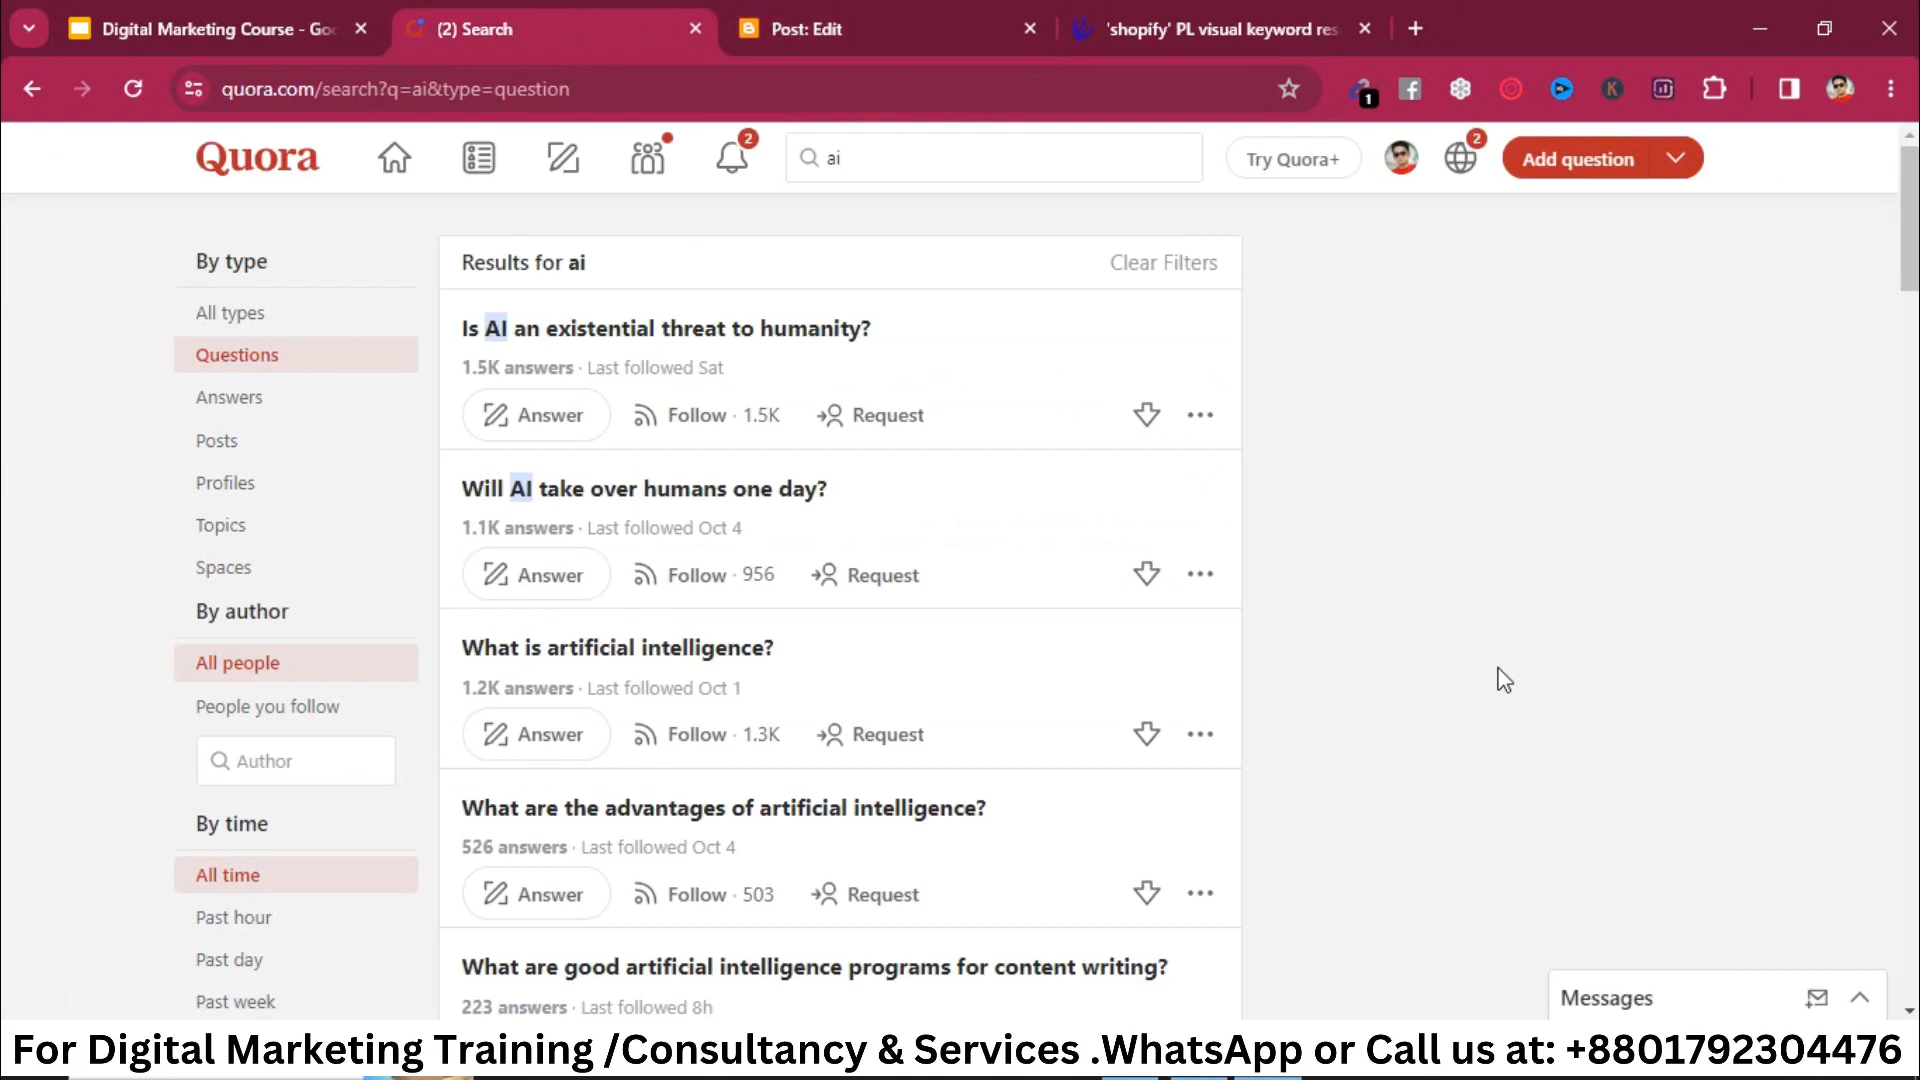 Digital Marketing Course - Goo
(2) Search
Post: Edit
'shopify' PL visual keyword res
quora.com/search?q=ai&type=question
1
K
Quora
2
ai
Try Quora+
2
Add question
By type
All types
Questions
Answers
Posts
Profiles
Topics
Spaces
By author
All people
People you follow
Author
By time
All time
Past hour
Past day
Past week
Results for ai
Clear Filters
Is AI an existential threat to humanity?
1.5K answers · Last followed Sat
Answer
Follow · 1.5K
Request
Will AI take over humans one day?
1.1K answers · Last followed Oct 4
Answer
Follow · 956
Request
What is artificial intelligence?
1.2K answers · Last followed Oct 1
Answer
Follow · 1.3K
Request
What are the advantages of artificial intelligence?
526 answers · Last followed Oct 4
Answer
Follow · 503
Request
What are good artificial intelligence programs for content writing?
223 answers · Last followed 8h
Messages
For Digital Marketing Training /Consultancy & Services .WhatsApp or Call us at: +8801792304476